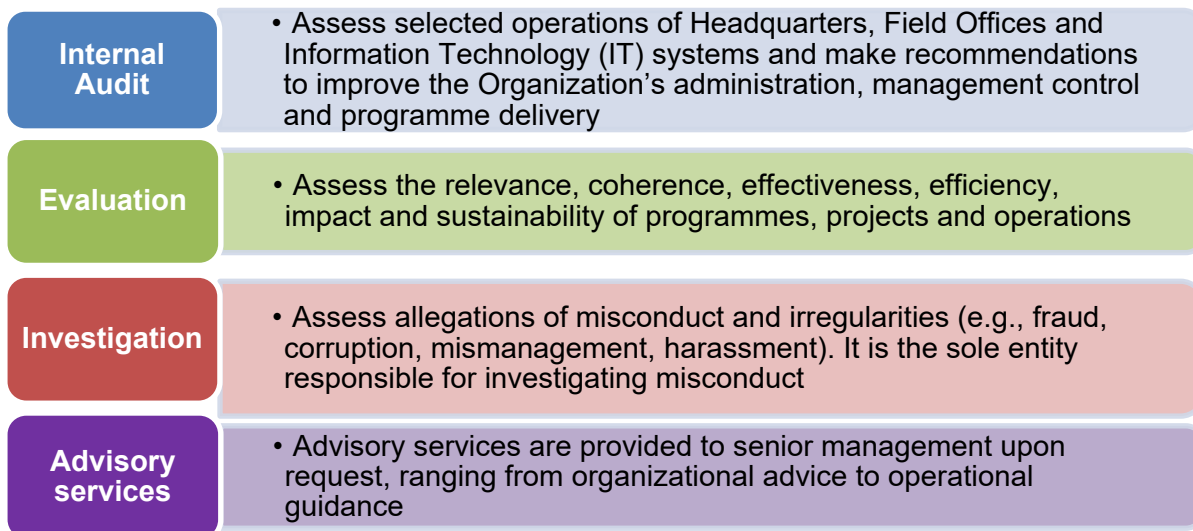 Internal
Audit
• Assess selected operations of Headquarters, Field Offices and
Information Technology (IT) systems and make recommendations
to improve the Organization’s administration, management control
and programme delivery
Evaluation
• Assess the relevance, coherence, effectiveness, efficiency,
impact and sustainability of programmes, projects and operations
Investigation
• Assess allegations of misconduct and irregularities (e.g., fraud,
corruption, mismanagement, harassment). It is the sole entity
responsible for investigating misconduct
Advisory
services
• Advisory services are provided to senior management upon
request, ranging from organizational advice to operational
guidance